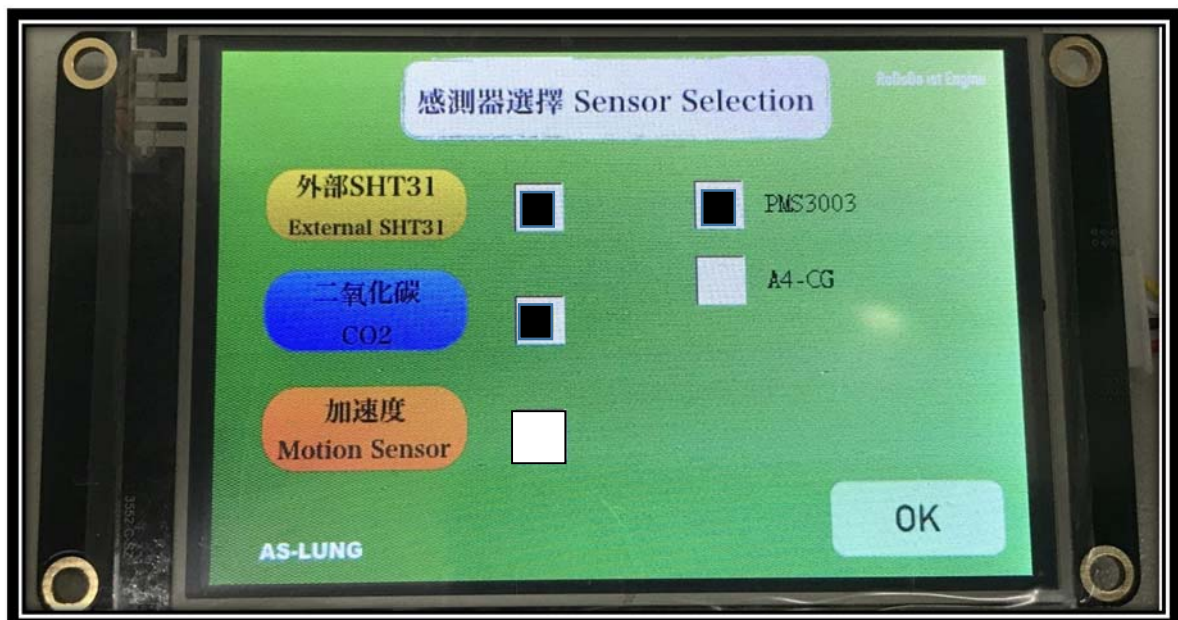 感測器選擇 Sensor Selection
外部SHT31
External SHT31
PMS3003
二氧化碳
CO2
A4-CG
加速度
Motion Sensor
OK
AS-LUNG